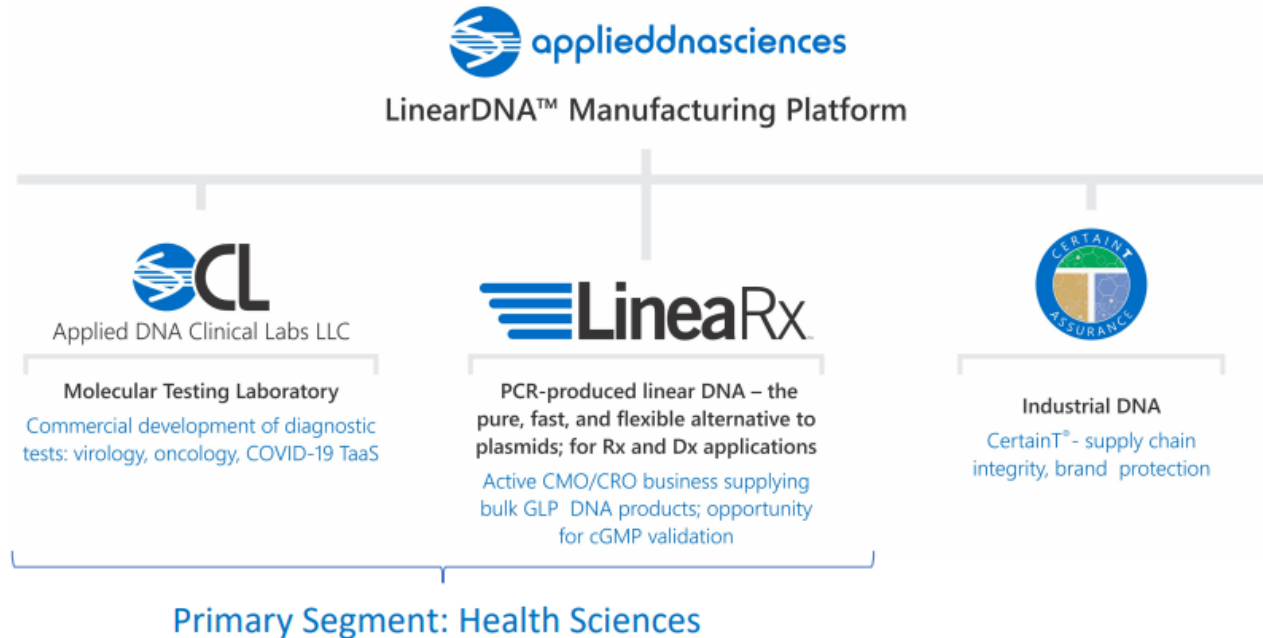 applieddnasciences
LinearDNA™ Manufacturing Platform
CL
Applied DNA Clinical Labs LLC
Molecular Testing Laboratory
Commercial development of diagnostic
tests: virology, oncology, COVID-19 TaaS
LineaRx
PCR-produced linear DNA – the
pure, fast, and flexible alternative to
plasmids; for Rx and Dx applications
Active CMO/CRO business supplying
bulk GLP DNA products; opportunity
for cGMP validation
CERTAINT
ASSURANCE
Industrial DNA
CertainT® - supply chain
integrity, brand protection
Primary Segment: Health Sciences